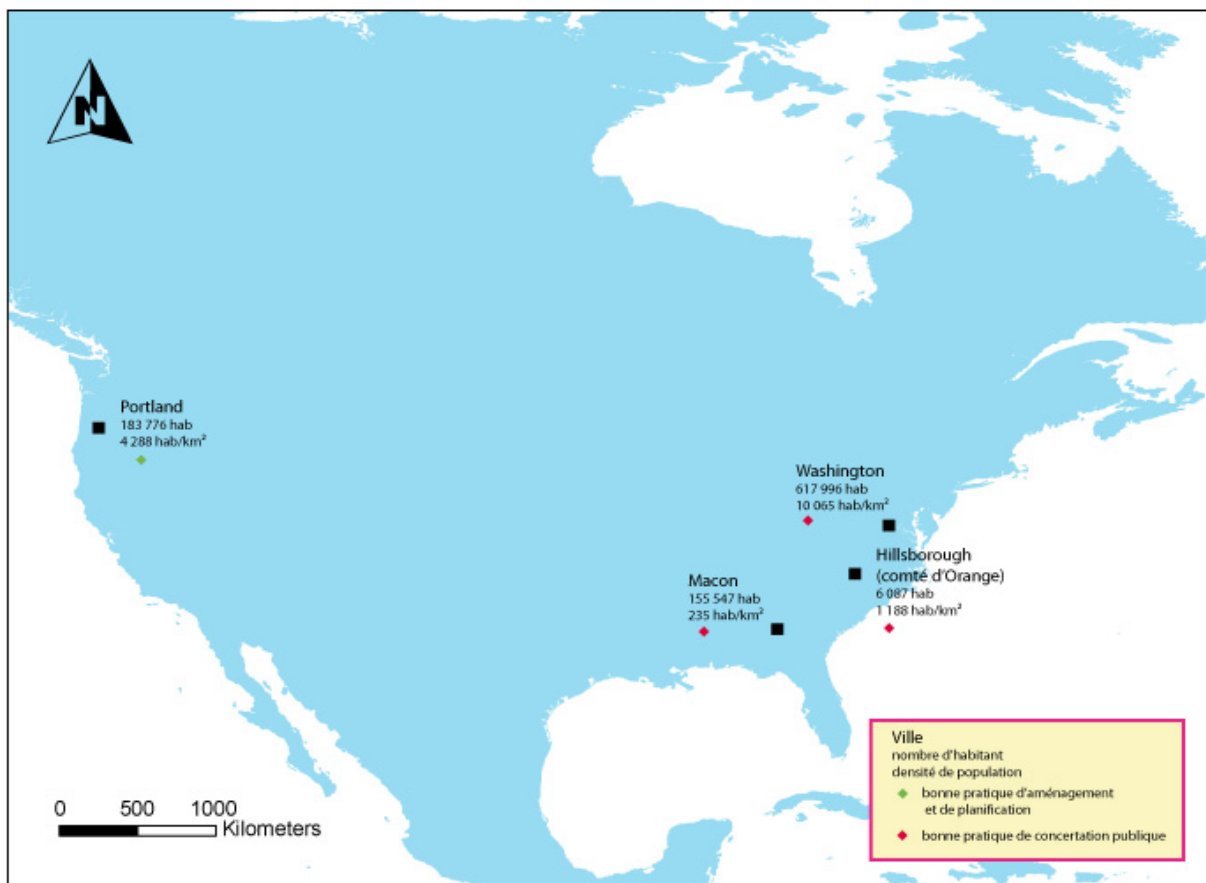 N
Portland
183 776 hab
4 288 hab/km²
Washington
617 996 hab
10 065 hab/km²
Hillsborough
(comté d'Orange)
6 087 hab
1 188 hab/km²
Macon
155 547 hab
235 hab/km²
Ville
nombre d'habitant
densité de population
bonne pratique d'aménagement
et de planification
bonne pratique de concertation publique
0 500 1000
Kilometers